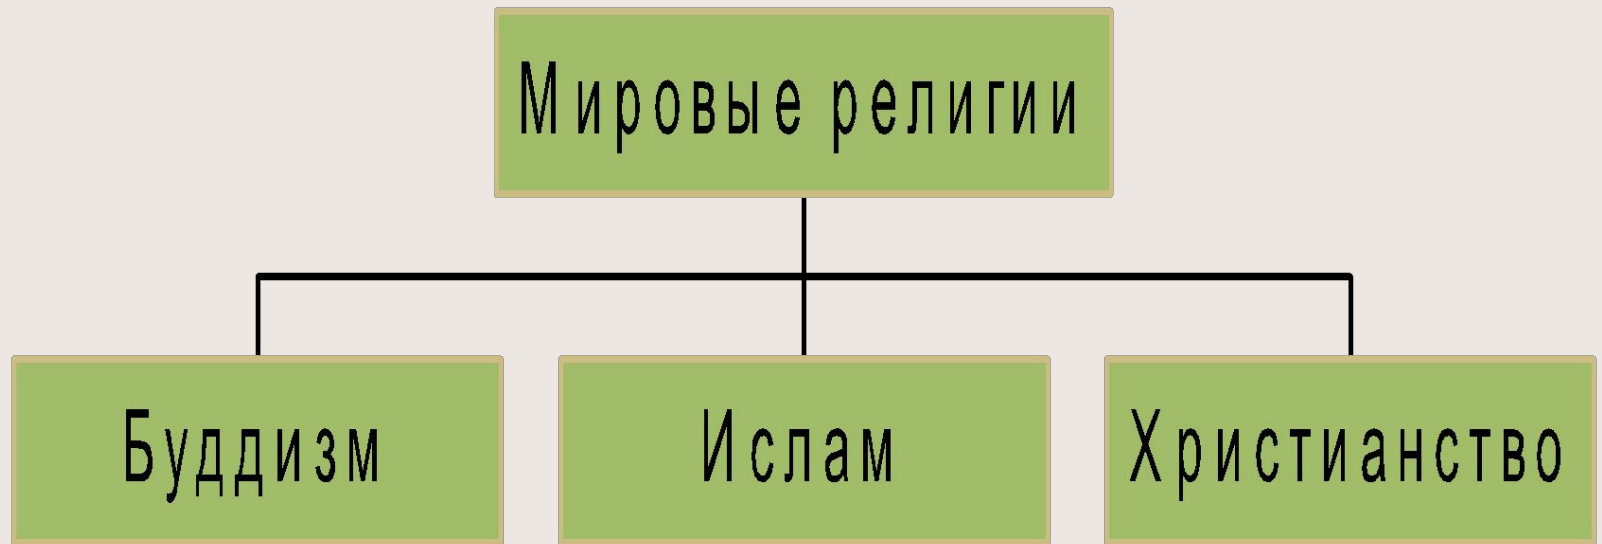 Мировые религии
Буддизм
Ислам
Христианство